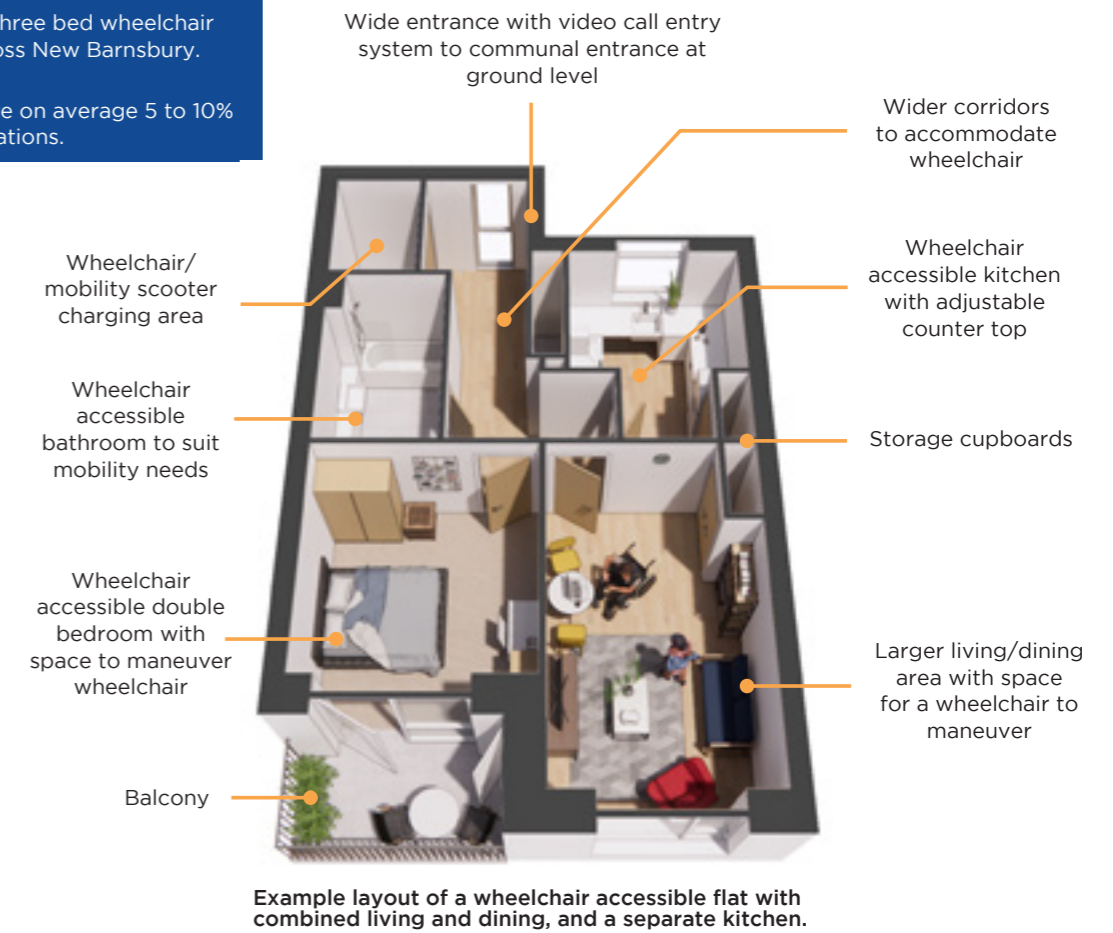 hree bed wheelchair
oss New Barnsbury.
e on average 5 to 10%
ations.
Wide entrance with video call entry
system to communal entrance at
ground level
Wider corridors
to accommodate
wheelchair
Wheelchair
accessible kitchen
with adjustable
counter top
Storage cupboards
Larger living/dining
area with space
for a wheelchair to
maneuver
Wheelchair/
mobility scooter
charging area
Wheelchair
accessible
bathroom to suit
mobility needs
Wheelchair
accessible double
bedroom with
space to maneuver
wheelchair
Balcony
Example layout of a wheelchair accessible flat with
combined living and dining, and a separate kitchen.